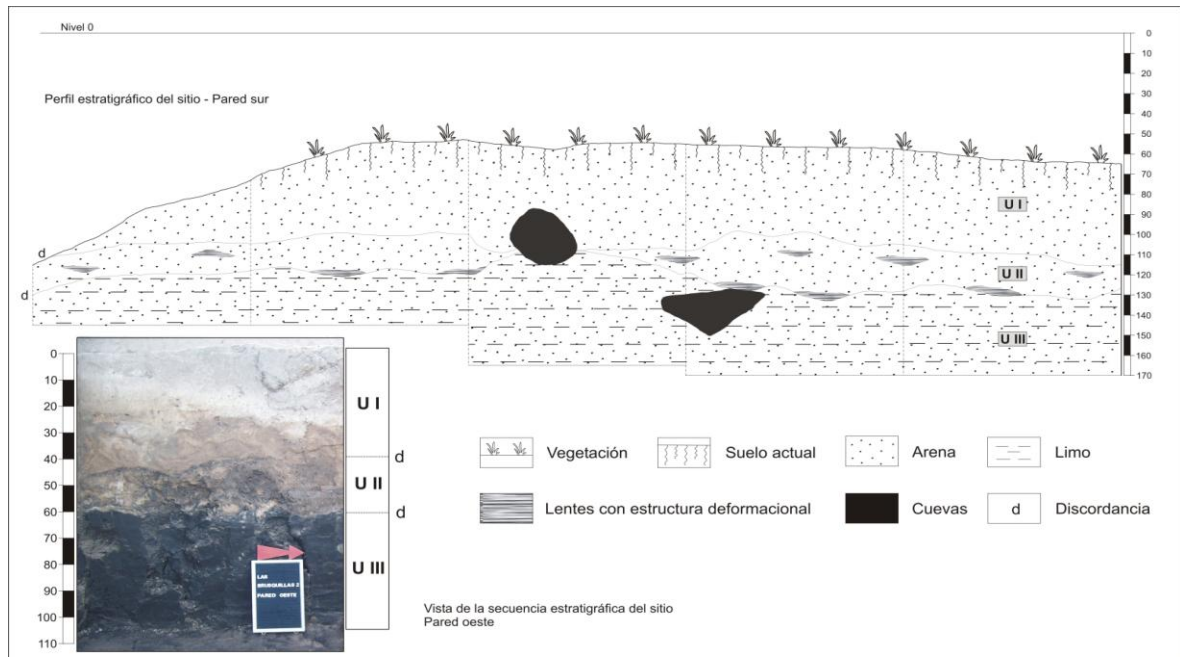 Nivel 0
Perfil estratigráfico del sitio - Pared sur
0
10
20
30
40
50
60
70
80
90
100
110
120
130
140
150
160
170
U I
U II
U III
d
d
0
10
20
30
40
50
60
70
80
90
100
110
U I
d
U II
d
U III
LAS
BRUSQUILLAS 2
PARED OESTE
Vegetación
Suelo actual
Arena
Limo
Lentes con estructura deformacional
Cuevas
d
Discordancia
Vista de la secuencia estratigráfica del sitio
Pared oeste